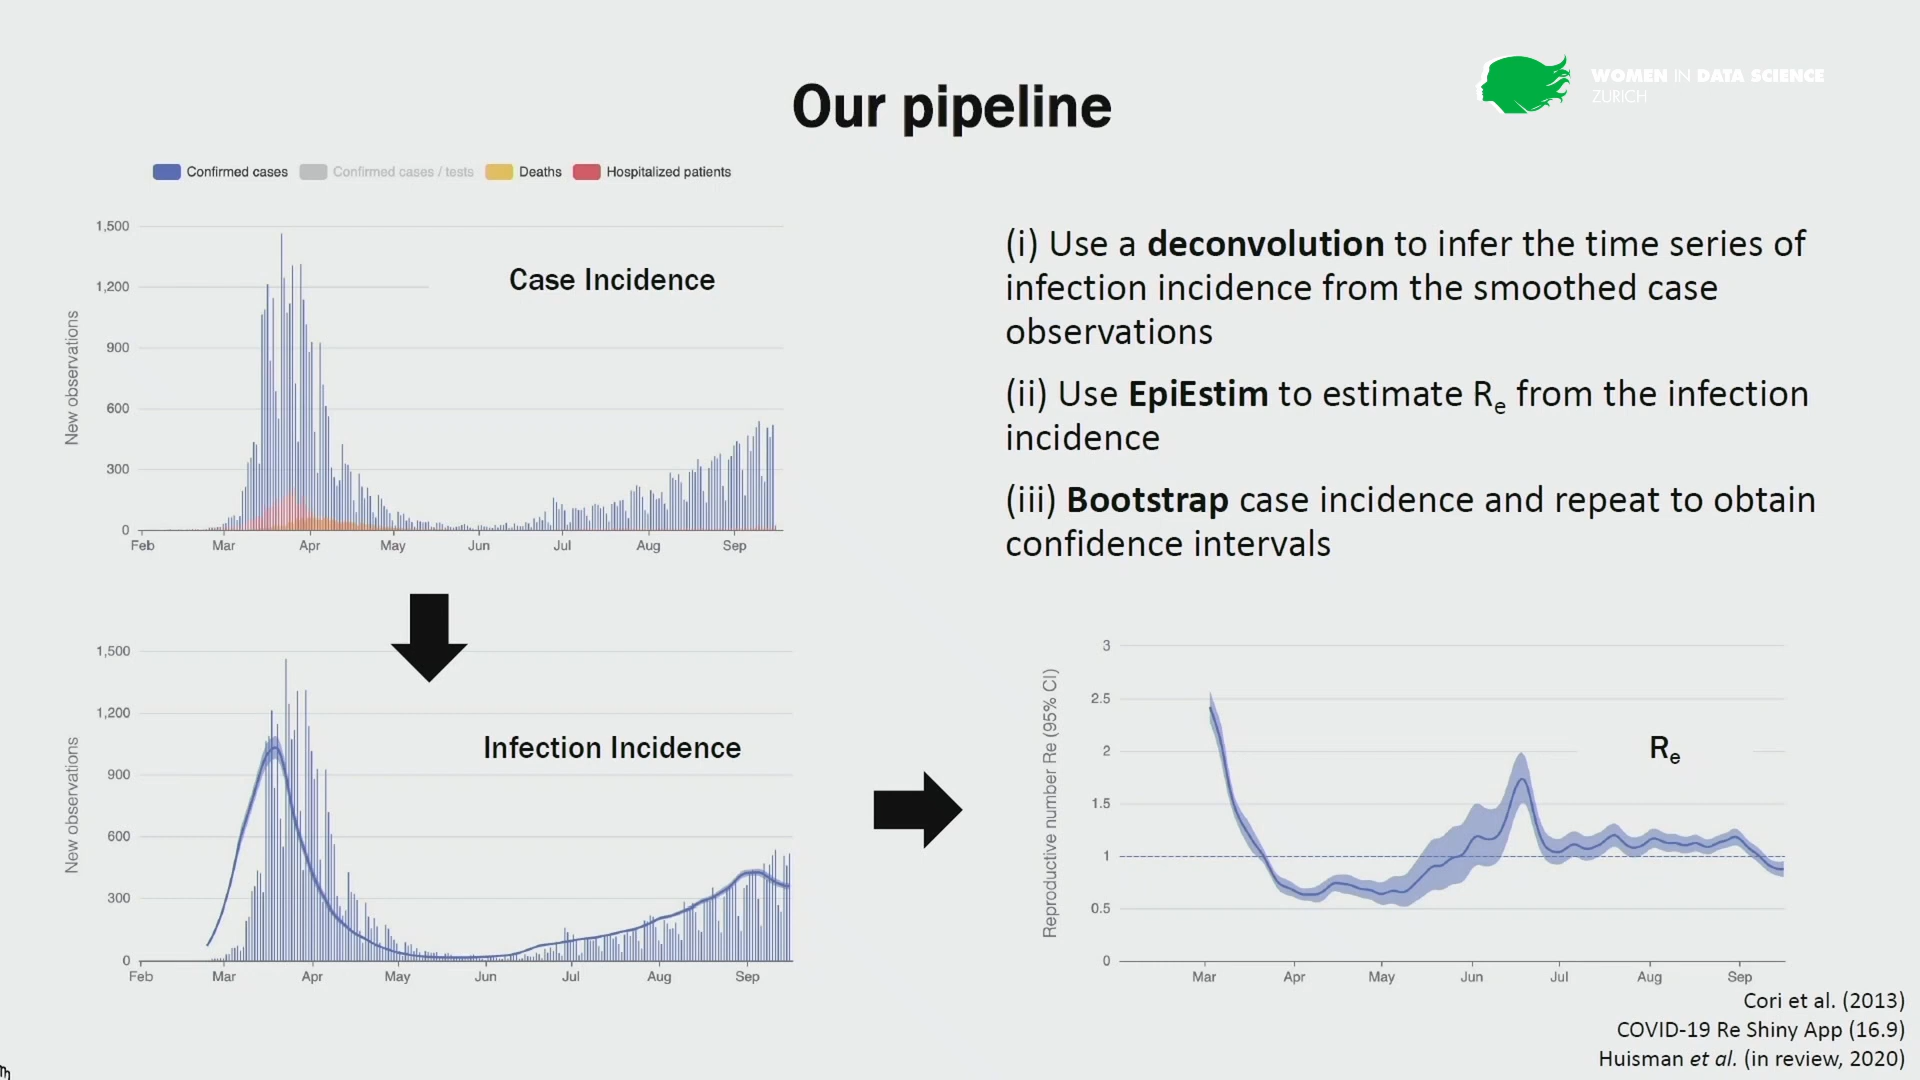 WOMEN IN DATA SCIENCE
ZURICH
Our pipeline
Confirmed cases
Confirmed cases / tests
Deaths
Hospitalized patients
New observations
1,500
1,200
900
600
300
0
Case Incidence
Feb Mar Apr May Jun Jul Aug Sep
(i) Use a deconvolution to infer the time series of
infection incidence from the smoothed case
observations
(ii) Use EpiEstim to estimate Re from the infection
incidence
(iii) Bootstrap case incidence and repeat to obtain
confidence intervals
New observations
1,500
1,200
900
600
300
0
Infection Incidence
Feb Mar Apr May Jun Jul Aug Sep
Reproductive number Re (95% CI)
3
2.5
2
1.5
1
0.5
0
Re
Mar Apr May Jun Jul Aug Sep
Cori et al. (2013)
COVID-19 Re Shiny App (16.9)
Huisman et al. (in review, 2020)